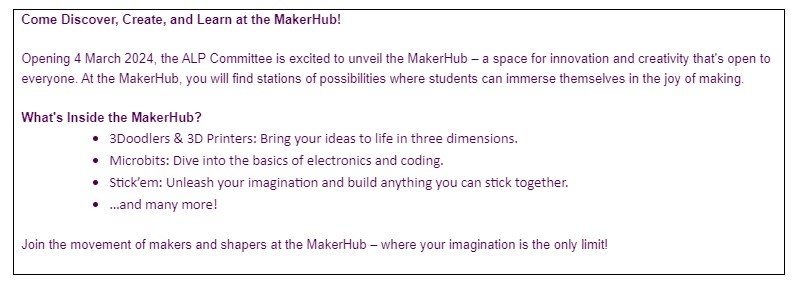 Come Discover, Create, and Learn at the MakerHub!
Opening 4 March 2024, the ALP Committee is excited to unveil the MakerHub – a space for innovation and creativity that's open to
everyone. At the MakerHub, you will find stations of possibilities where students can immerse themselves in the joy of making.
What's Inside the MakerHub?
• 3Doodlers & 3D Printers: Bring your ideas to life in three dimensions.
• Microbits: Dive into the basics of electronics and coding.
• Stick’em: Unleash your imagination and build anything you can stick together.
• …and many more!
Join the movement of makers and shapers at the MakerHub – where your imagination is the only limit!